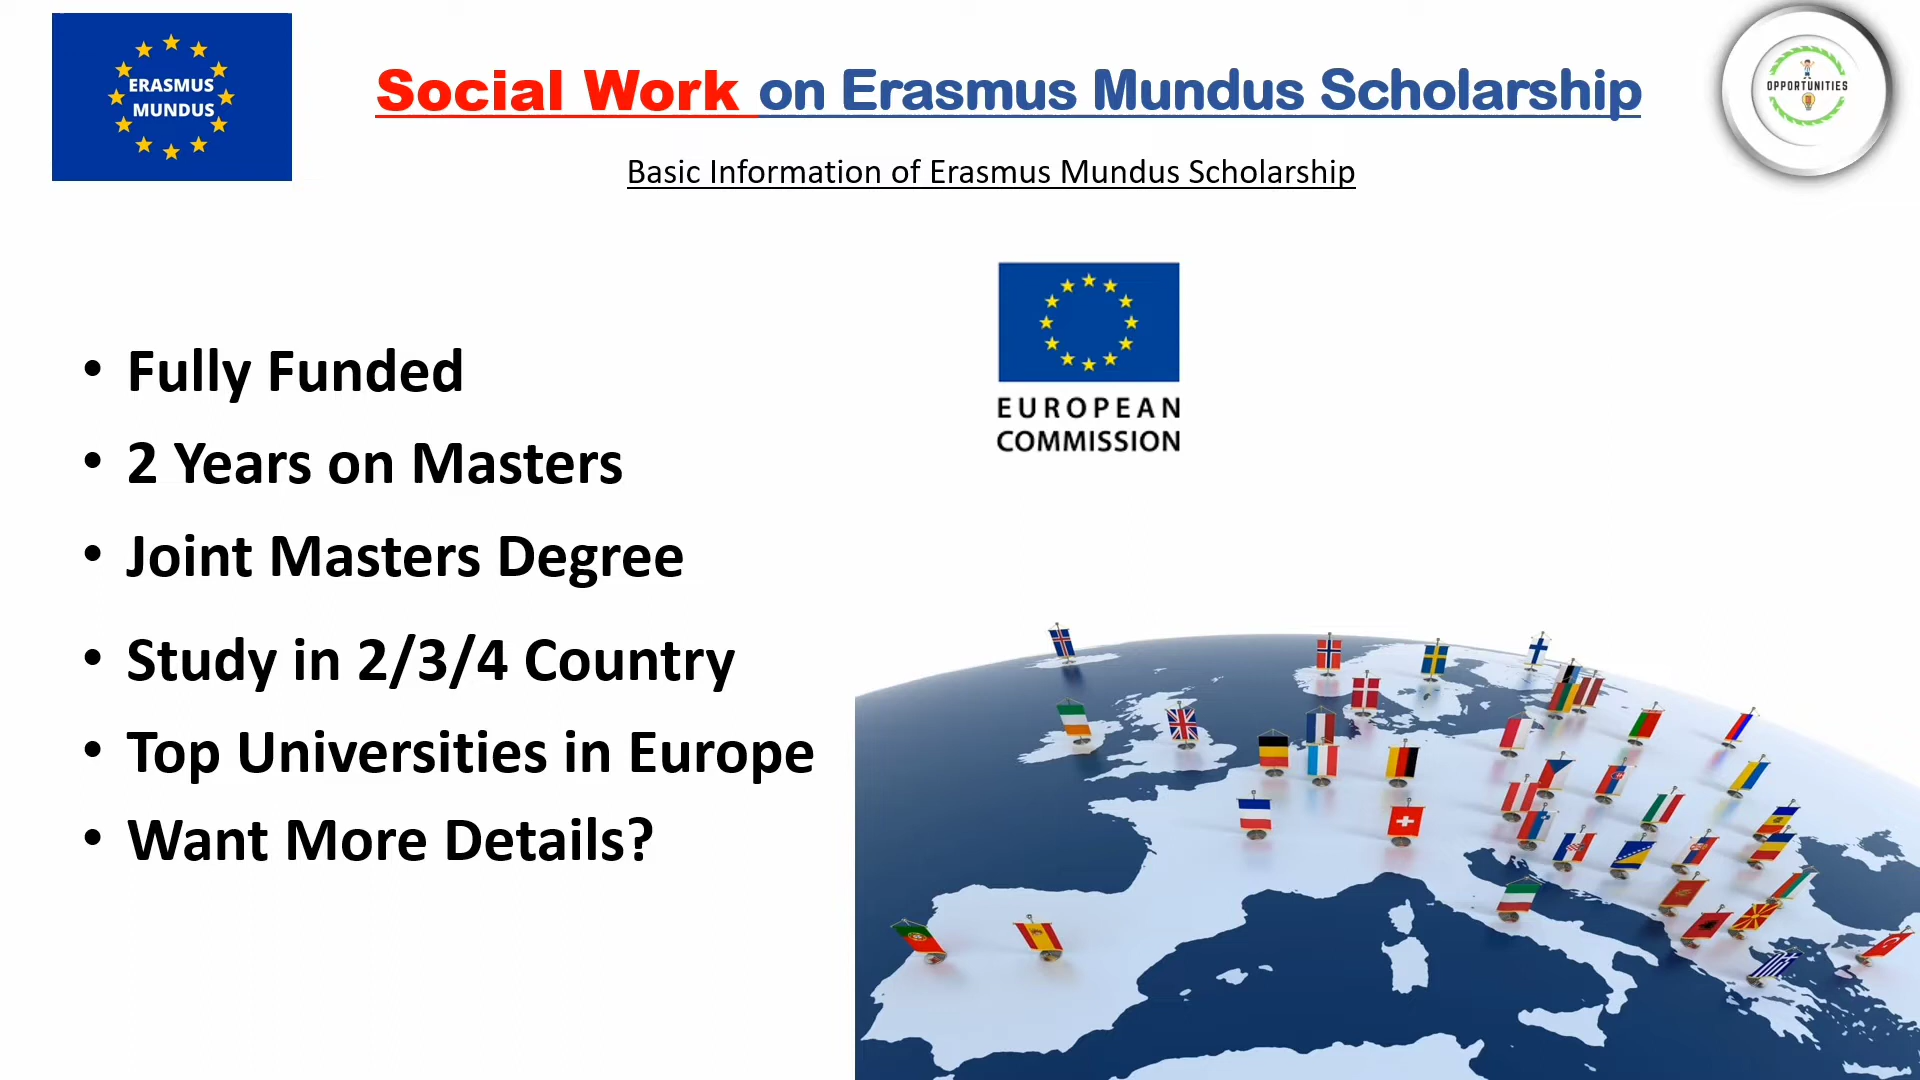 ERASMUS
MUNDUS
Social Work on Erasmus Mundus Scholarship
OPPORTUNITIES
Basic Information of Erasmus Mundus Scholarship
EUROPEAN
COMMISSION
• Fully Funded
• 2 Years on Masters
• Joint Masters Degree
• Study in 2/3/4 Country
• Top Universities in Europe
• Want More Details?